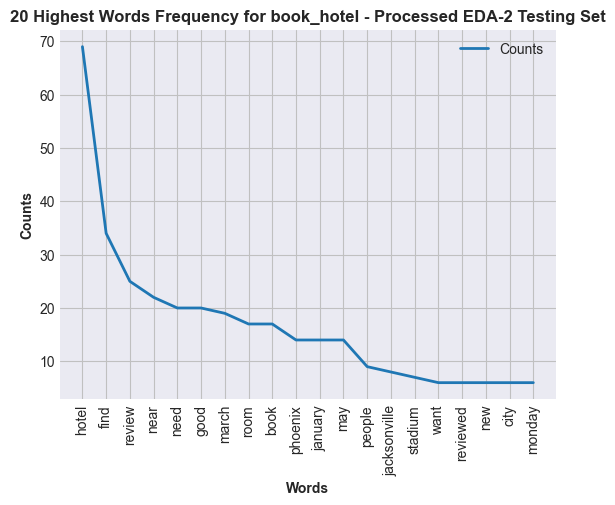 20 Highest Words Frequency for book_hotel - Processed EDA-2 Testing Set
Counts
70
60
50
40
30
20
10
Counts
hotel
find
review
near
need
good
march
room
book
phoenix
january
may
people
jacksonville
stadium
want
reviewed
new
city
monday
Words